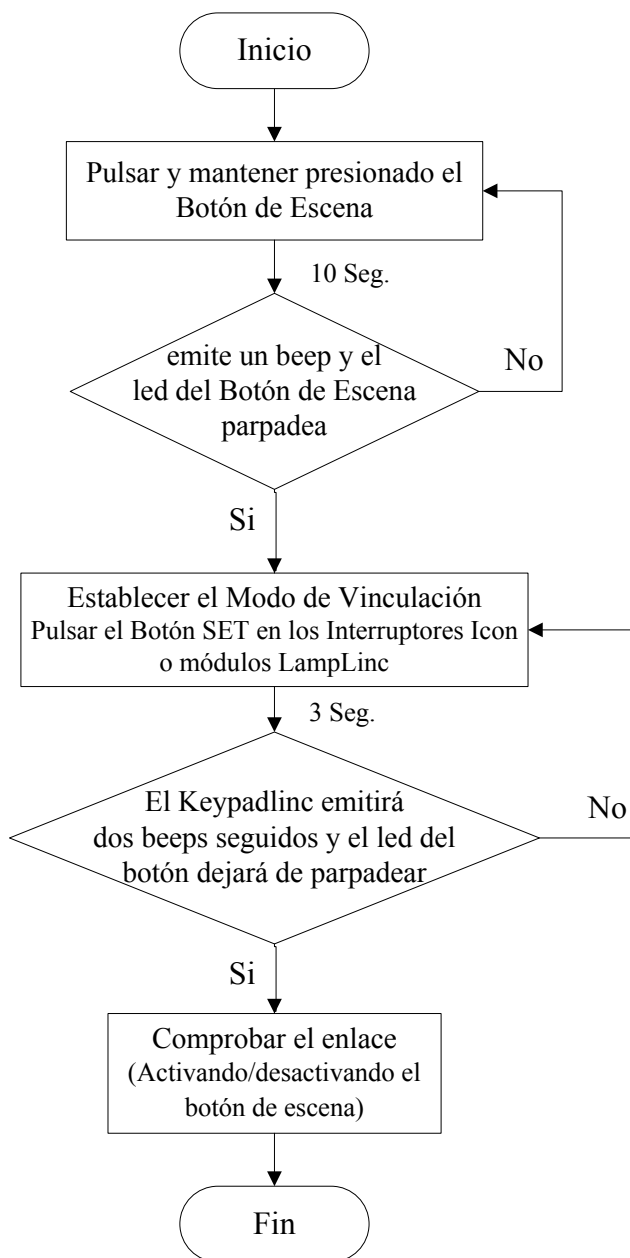 Inicio
Pulsar y mantener presionado el
Botón de Escena
10 Seg.
emite un beep y el
led del Botón de Escena
parpadea
No
Si
Establecer el Modo de Vinculación
Pulsar el Botón SET en los Interruptores Icon
o módulos LampLinc
3 Seg.
El Keypadlinc emitirá
dos beeps seguidos y el led del
botón dejará de parpadear
No
Si
Comprobar el enlace
(Activando/desactivando el
botón de escena)
Fin